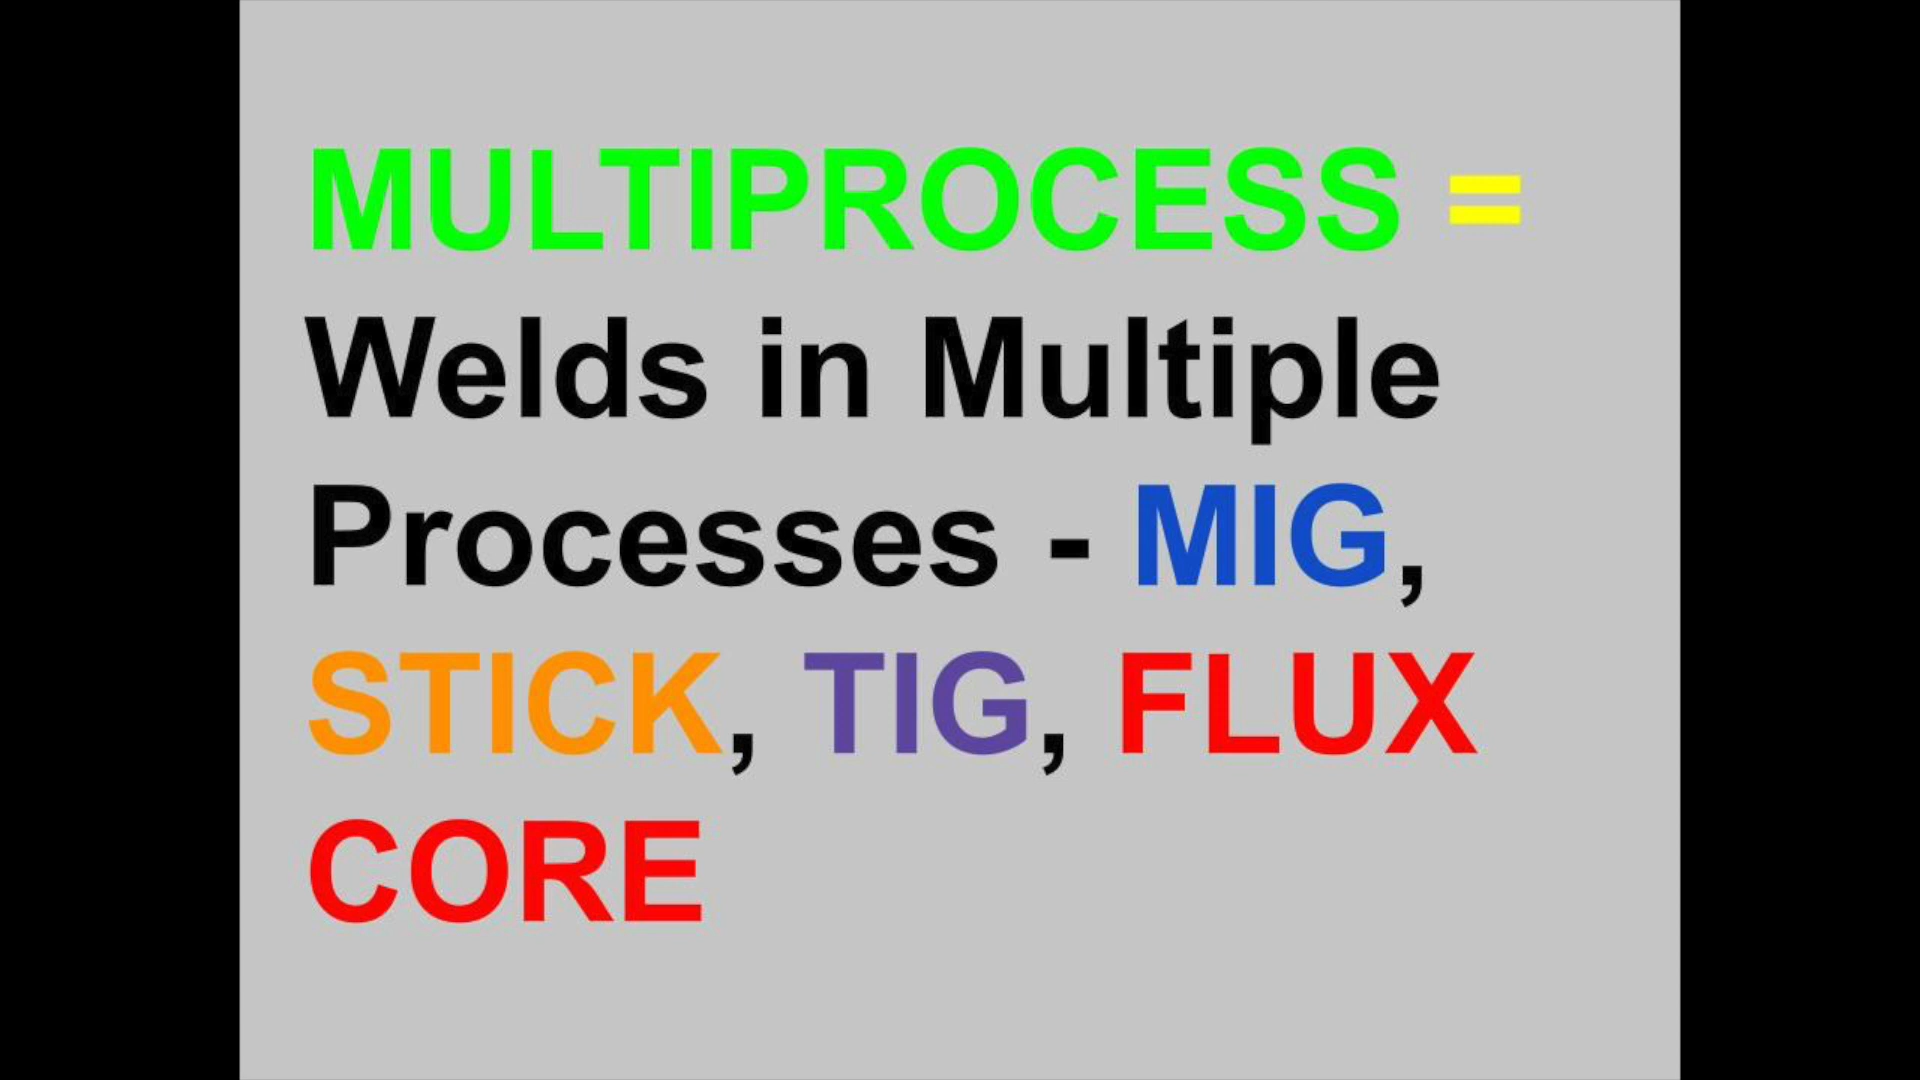 MULTIPROCESS =
Welds in Multiple
Processes - MIG,
STICK, TIG, FLUX
CORE